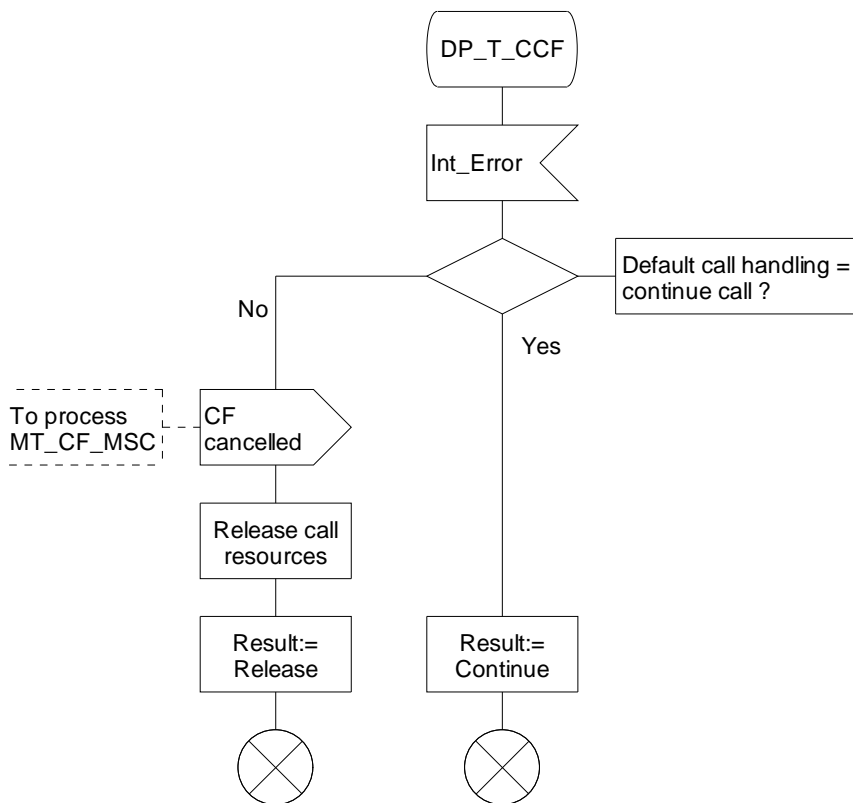 DP_T_CCF
Int_Error
Default call handling =
continue call ?
No
Yes
To process
MT_CF_MSC
CF
cancelled
Release call
resources
Result:=
Release
Result:=
Continue